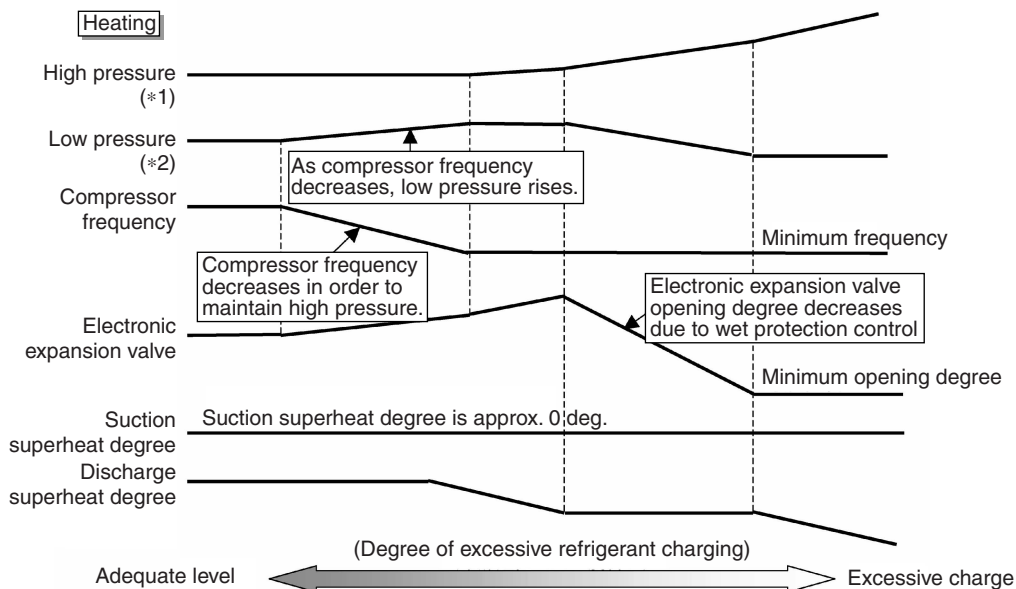 Heating
High pressure
(*1)
Low pressure
(*2)
As compressor frequency
decreases, low pressure rises.
Compressor
frequency
Minimum frequency
Compressor frequency
decreases in order to
maintain high pressure.
Electronic expansion valve
opening degree decreases
due to wet protection control
Electronic
expansion valve
Minimum opening degree
Suction
superheat degree
Suction superheat degree is approx. 0 deg.
Discharge
superheat degree
(Degree of excessive refrigerant charging)
Adequate level
Excessive charge